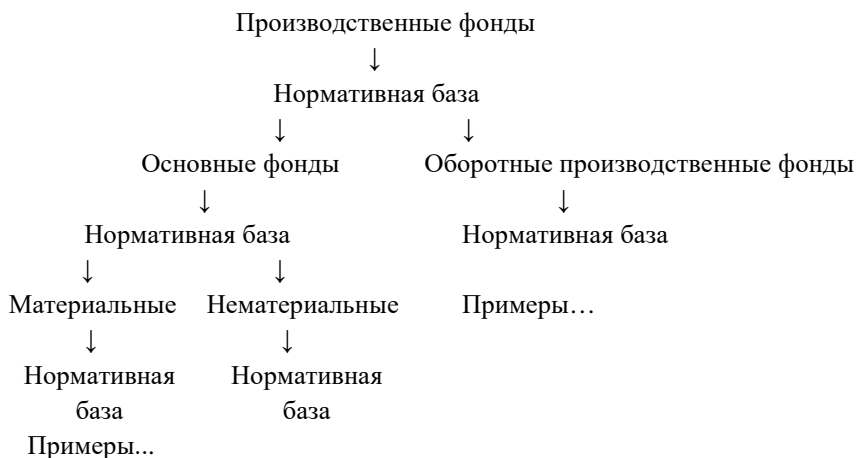 Производственные фонды
↓
Нормативная база
↓ ↓
Основные фонды Оборотные производственные фонды
↓ ↓
Нормативная база Нормативная база
↓ ↓
Материальные Нематериальные Примеры…
↓ ↓
Нормативная Нормативная
база база
Примеры...